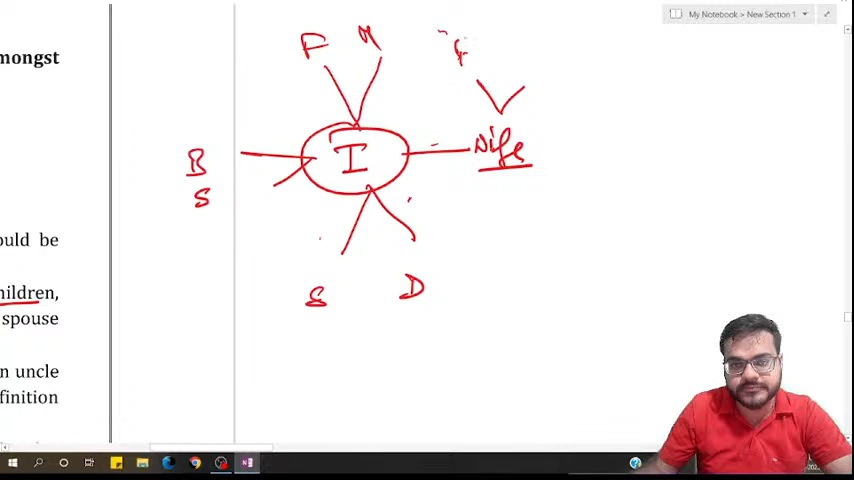 My Notebook > New Section 1
mongst
F M
I
Wife
B
S
ould be
hildren,
S D
spouse
n uncle
finition